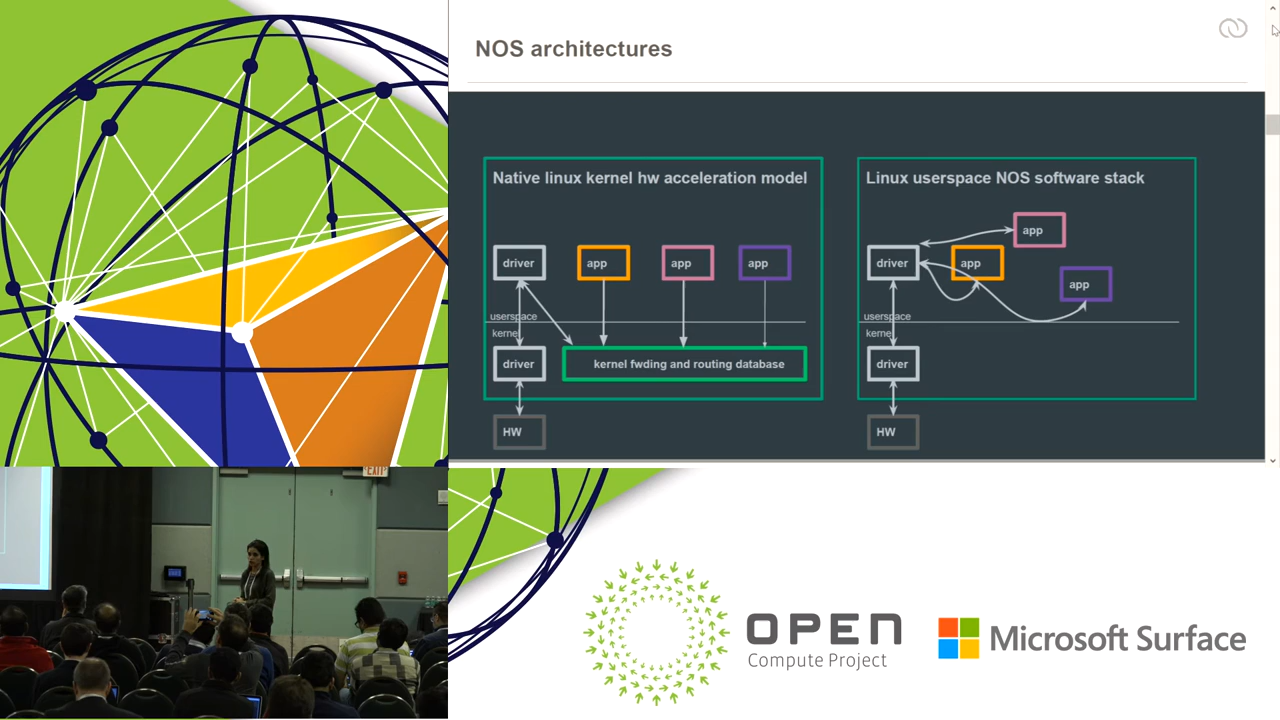 NOS architectures
Native linux kernel hw acceleration model
driver
app
app
app
userspace
kernel
driver
kernel fwding and routing database
HW
Linux userspace NOS software stack
app
driver
app
app
userspace
kernel
driver
HW
EXIT
OPEN
Compute Project
Microsoft Surface